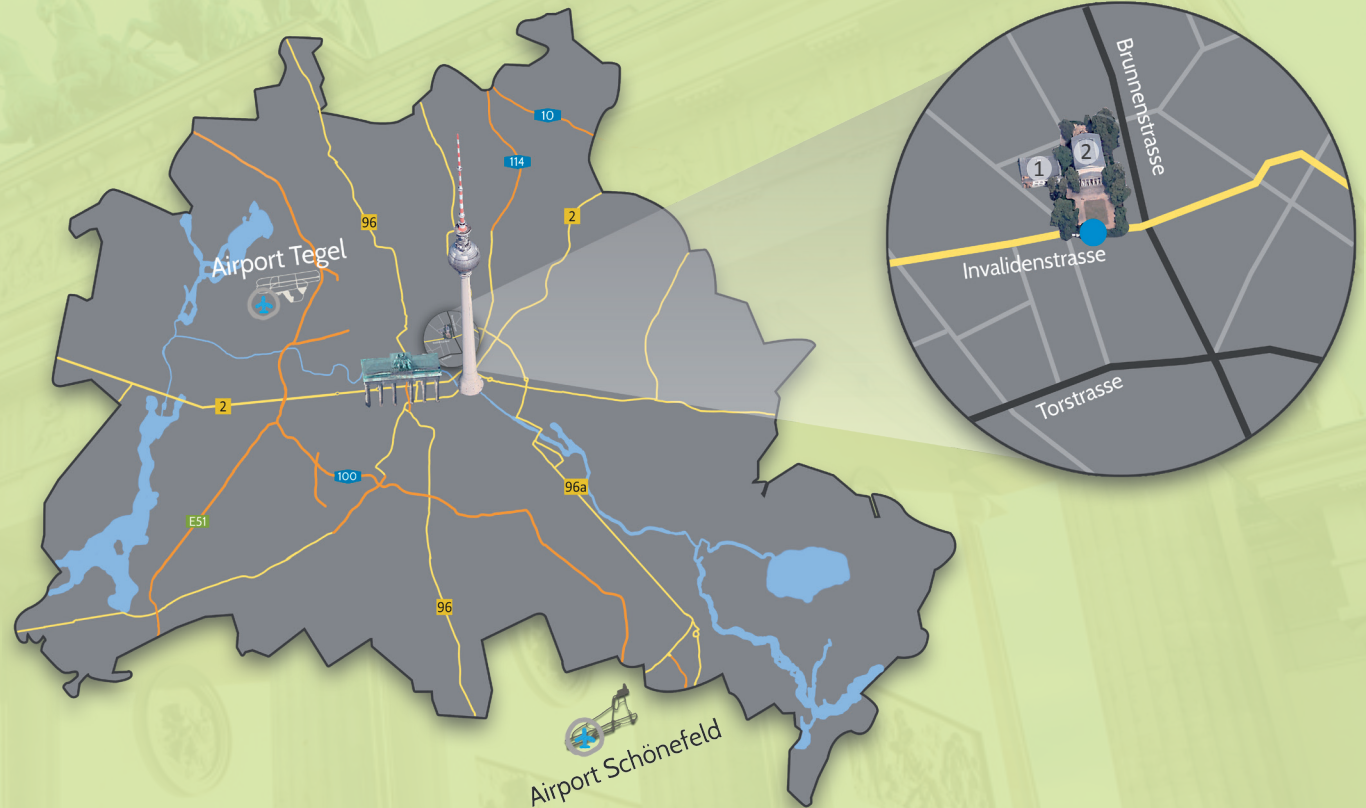 10
114
96
2
Airport Tegel
2
100
96a
E51
96
Airport Schönefeld
Brunnenstrasse
1
2
Invalidenstrasse
Torstrasse